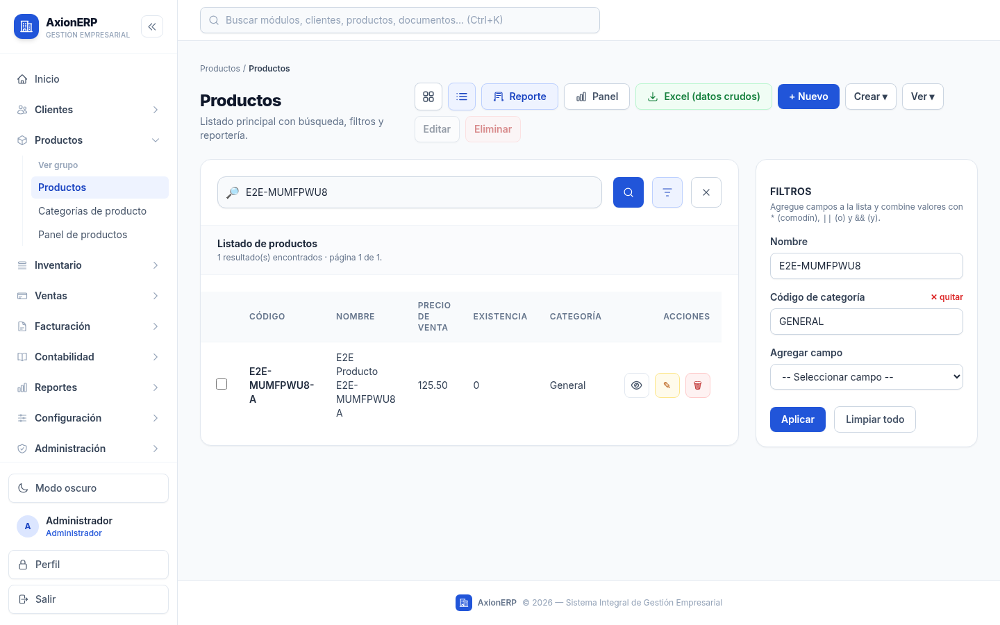 AxionERP
GESTIÓN EMPRESARIAL
Buscar módulos, clientes, productos, documentos... (Ctrl+K)
Inicio
Clientes
Productos
Ver grupo
Productos
Categorías de producto
Panel de productos
Inventario
Ventas
Facturación
Contabilidad
Reportes
Configuración
Administración
Modo oscuro
A
Administrador
Administrador
Perfil
Salir
Productos / Productos
Productos
Listado principal con búsqueda, filtros y
reportería.
Reporte
Panel
Excel (datos crudos)
+ Nuevo
Crear ▾
Ver ▾
Editar
Eliminar
E2E-MUMFPWU8
Listado de productos
1 resultado(s) encontrados · página 1 de 1.
CÓDIGO
NOMBRE
PRECIO
DE
VENTA
EXISTENCIA
CATEGORÍA
ACCIONES
E2E-
MUMFPWU8-
A
E2E
Producto
E2E-
MUMFPWU8
A
125.50
0
General
FILTROS
Agregue campos a la lista y combine valores con
* (comodín), || (o) y && (y).
Nombre
E2E-MUMFPWU8
Código de categoría
✕ quitar
GENERAL
Agregar campo
-- Seleccionar campo --
Aplicar
Limpiar todo
AxionERP © 2026 — Sistema Integral de Gestión Empresarial